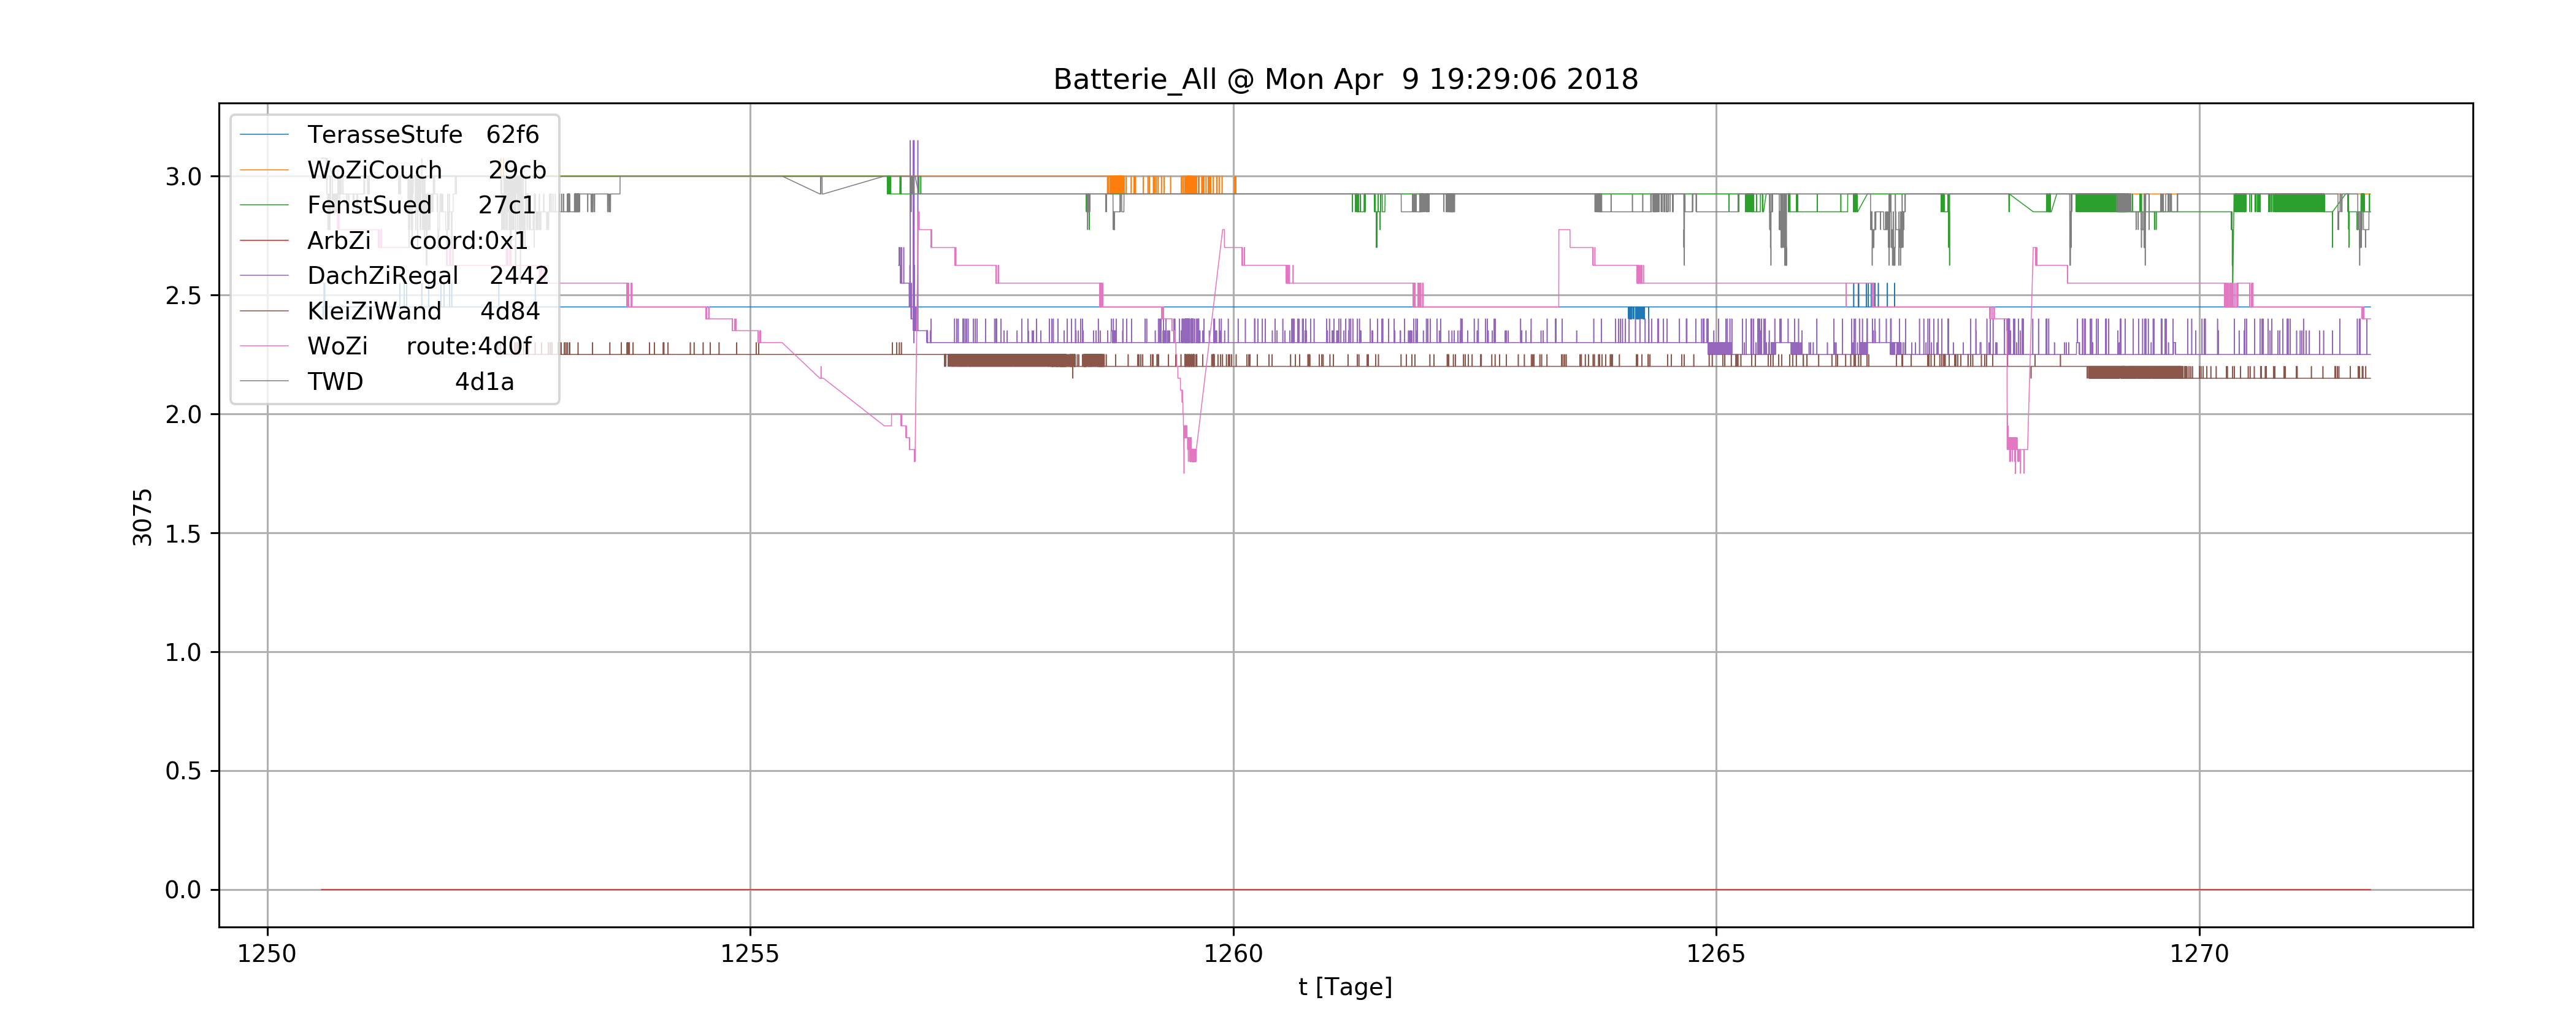 Batterie_All @ Mon Apr  9 19:29:06 2018
TerasseStufe   62f6
WoZiCouch      29cb
FenstSued      27c1
ArbZi     coord:0x1
DachZiRegal    2442
KleiZiWand     4d84
WoZi     route:4d0f
TWD            4d1a
3.0
2.5
2.0
1.5
1.0
0.5
0.0
3075
1250 1255 1260 1265 1270
t [Tage]